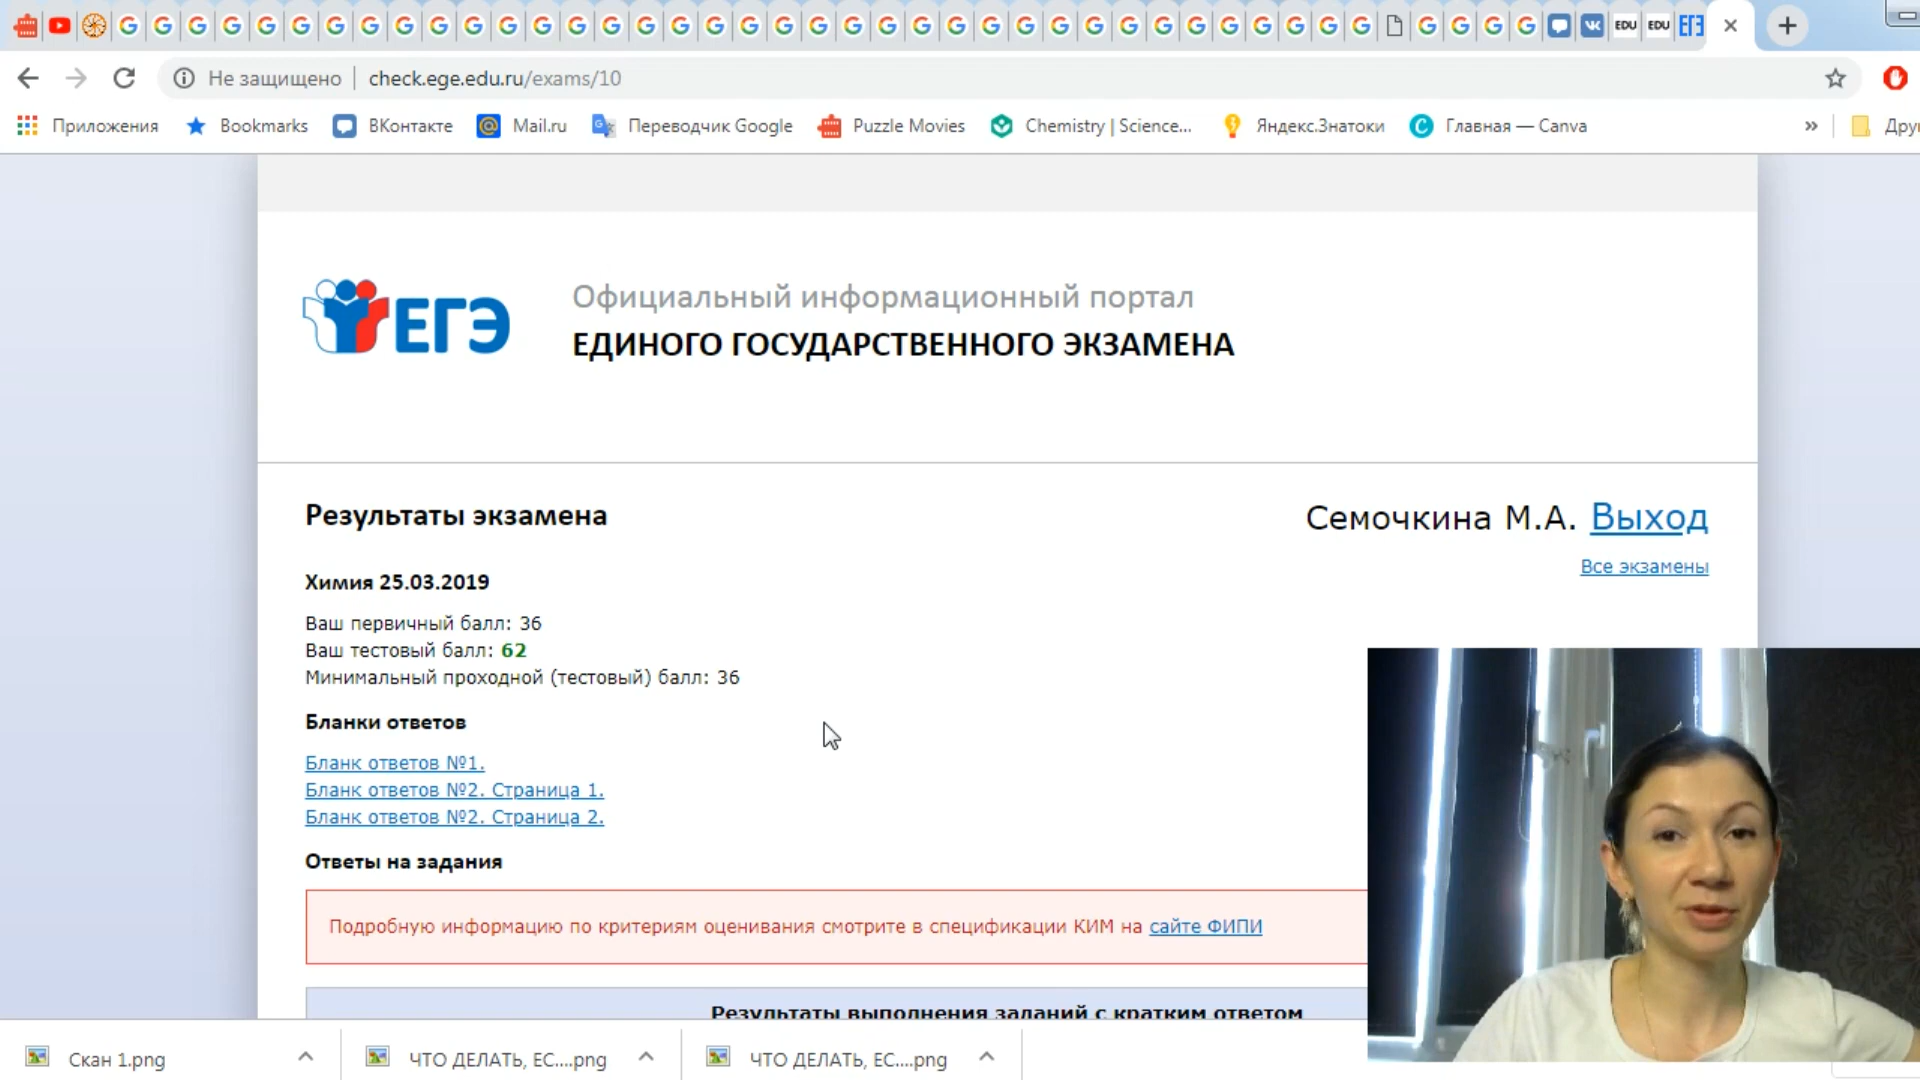 EDU
EDU
ЕГЭ
Не защищено
check.ege.edu.ru/exams/10
Приложения
Bookmarks
ВКонтакте
Mail.ru
Переводчик Google
Puzzle Movies
Chemistry | Science...
Яндекс.Знатоки
Главная — Canva
»
ЕГЭ
Официальный информационный портал
ЕДИНОГО ГОСУДАРСТВЕННОГО ЭКЗАМЕНА
Результаты экзамена
Семочкина М.А. Выход
Все экзамены
Химия 25.03.2019
Ваш первичный балл: 36
Ваш тестовый балл: 62
Минимальный проходной (тестовый) балл: 36
Бланки ответов
Бланк ответов №1.
Бланк ответов №2. Страница 1.
Бланк ответов №2. Страница 2.
Ответы на задания
Подробную информацию по критериям оценивания смотрите в спецификации КИМ на сайте ФИПИ
Результаты выполнения заданий с кратким ответом
Скан 1.png
ЧТО ДЕЛАТЬ, ЕС....png
ЧТО ДЕЛАТЬ, ЕС....png